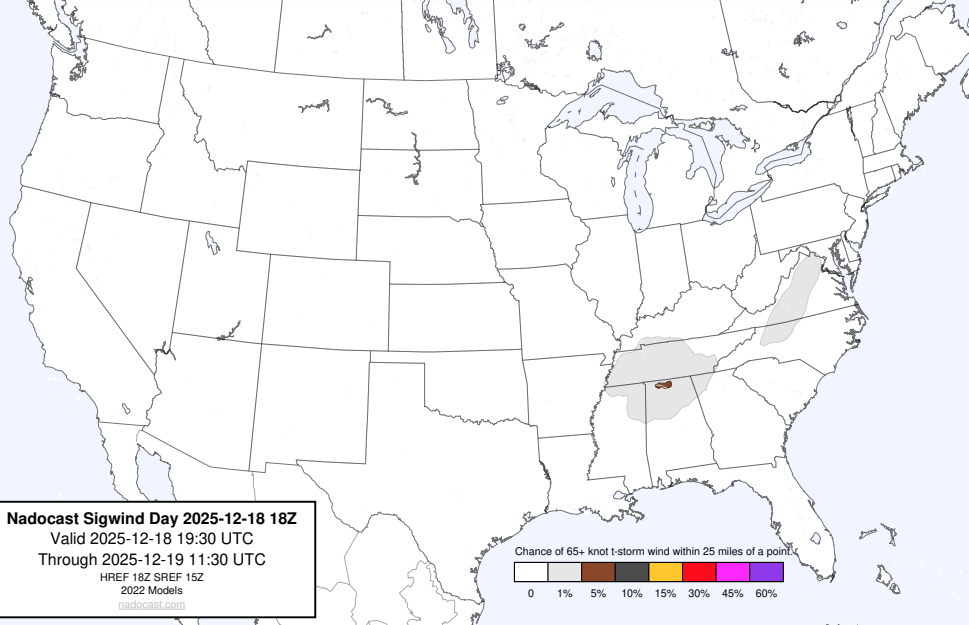 Nadocast Sigwind Day 2025-12-18 18Z
Valid 2025-12-18 19:30 UTC
Through 2025-12-19 11:30 UTC
HREF 18Z SREF 15Z
2022 Models
nadocast.com
Chance of 65+ knot t-storm wind within 25 miles of a point.
0 1% 5% 10% 15% 30% 45% 60%